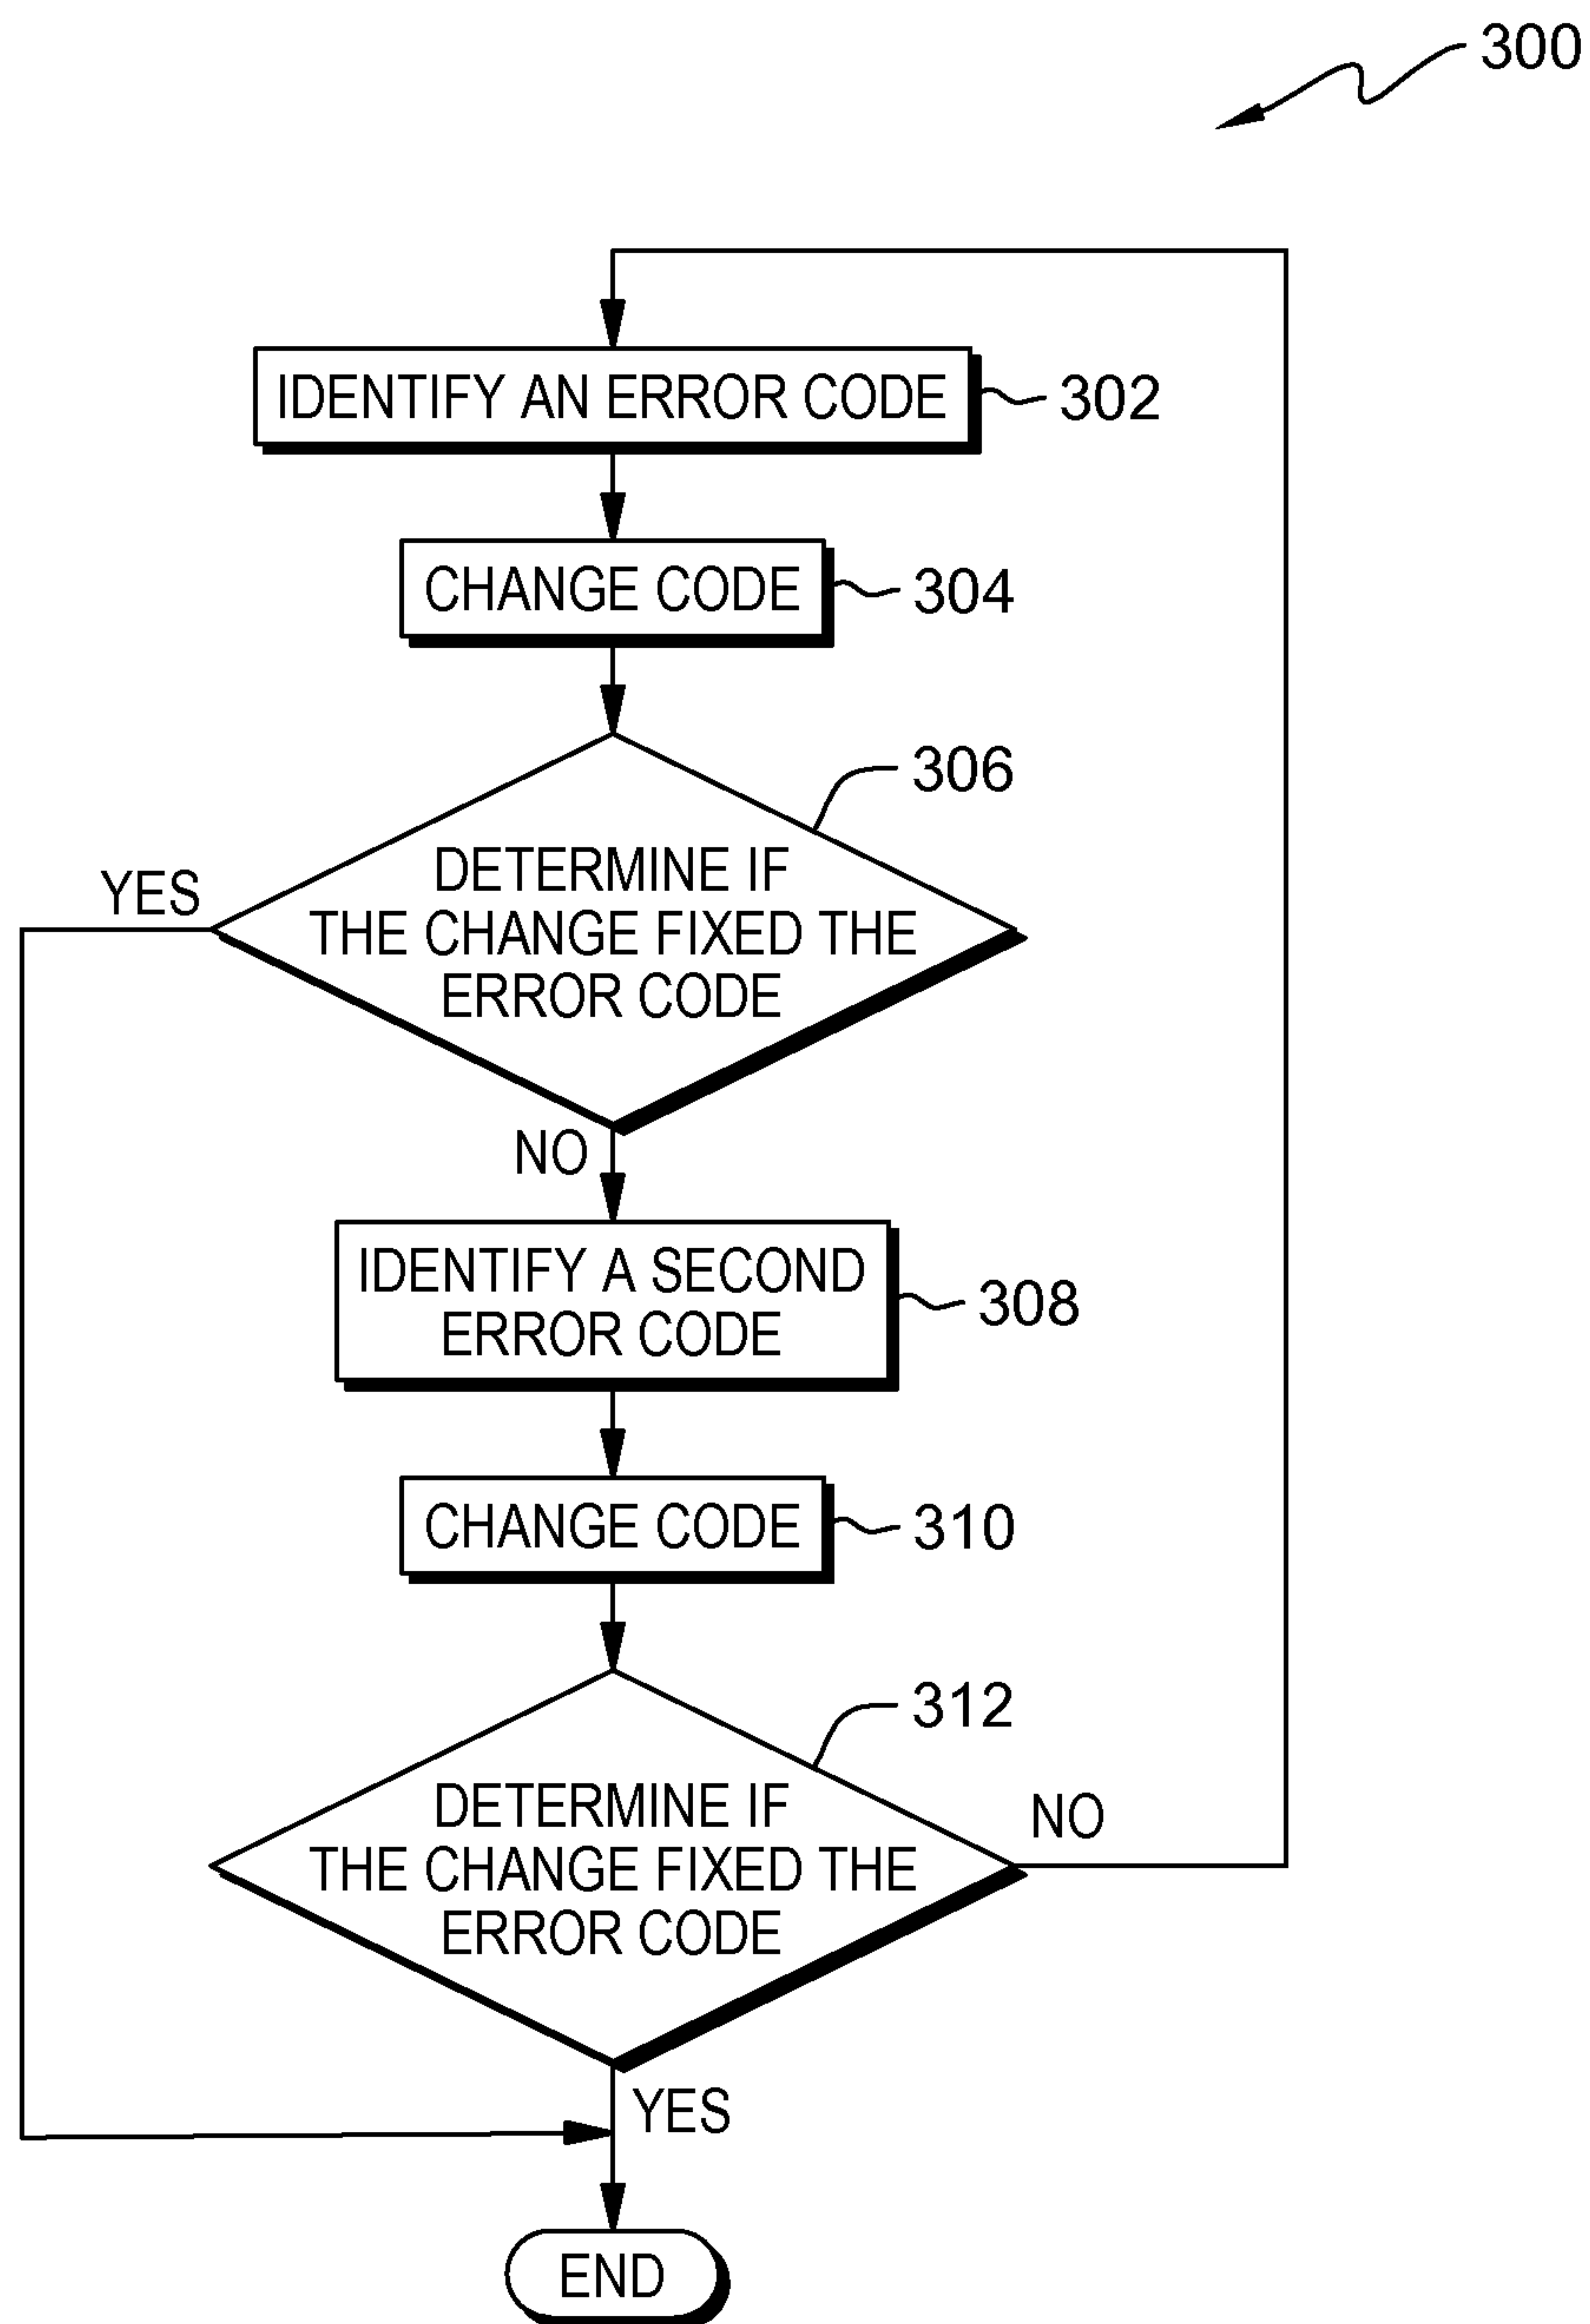 300
IDENTIFY AN ERROR CODE
302
CHANGE CODE
304
306
DETERMINE IF
THE CHANGE FIXED THE
ERROR CODE
YES
NO
IDENTIFY A SECOND
ERROR CODE
308
CHANGE CODE
310
312
DETERMINE IF
THE CHANGE FIXED THE
ERROR CODE
NO
YES
END